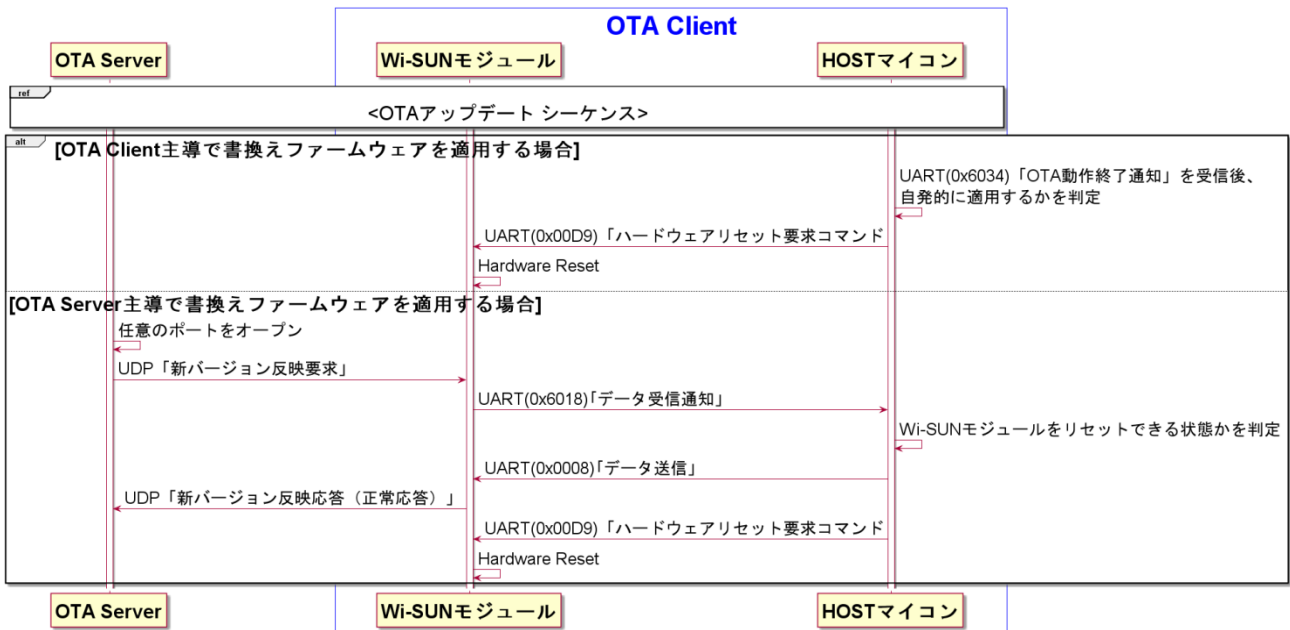 OTA Client
OTA Server
Wi-SUNモジュール
HOSTマイコン
ref
<OTAアップデート シーケンス>
alt
[OTA Client主導で書換えファームウェアを適用する場合]
UART(0x6034)「OTA動作終了通知」を受信後、
自発的に適用するかを判定
UART(0x00D9)「ハードウェアリセット要求コマンド
Hardware Reset
[OTA Server主導で書換えファームウェアを適用する場合]
任意のポートをオープン
UDP「新バージョン反映要求」
UART(0x6018)「データ受信通知」
Wi-SUNモジュールをリセットできる状態かを判定
UART(0x0008)「データ送信」
UDP「新バージョン反映応答（正常応答）」
UART(0x00D9)「ハードウェアリセット要求コマンド
Hardware Reset
OTA Server
Wi-SUNモジュール
HOSTマイコン